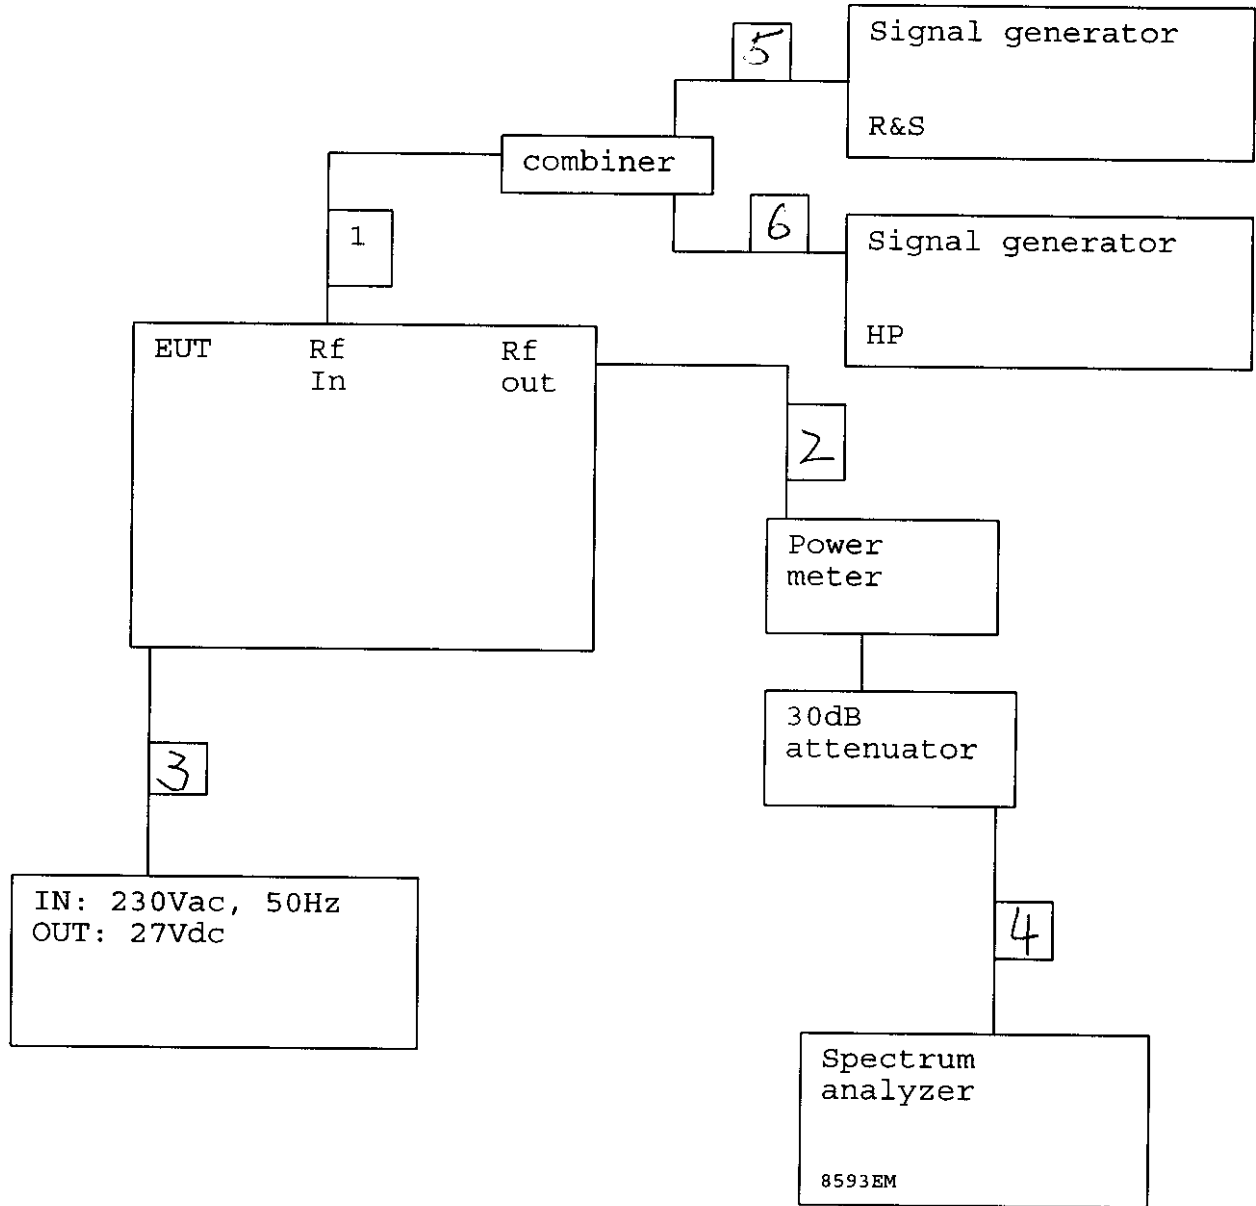 5
Signal generator
R&S
combiner
6
Signal generator
HP
1
EUT
Rf
In
Rf
out
2
Power
meter
30dB
attenuator
3
IN: 230Vac, 50Hz
OUT: 27Vdc
4
Spectrum
analyzer
8593EM